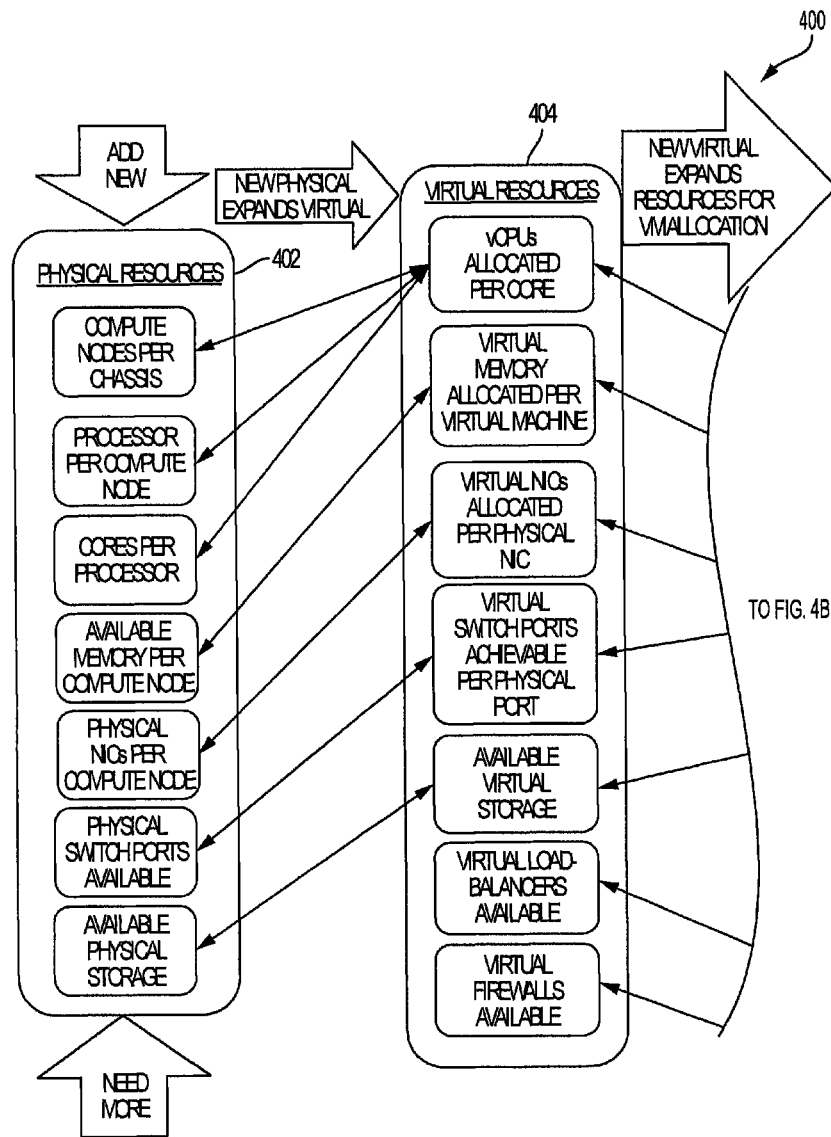 400
ADD
NEW
NEW PHYSICAL
EXPANDS VIRTUAL
404
NEW VIRTUAL
EXPANDS
RESOURCES FOR
VM ALLOCATION
PHYSICAL RESOURCES
402
COMPUTE
NODES PER
CHASSIS
PROCESSOR
PER COMPUTE
NODE
CORES PER
PROCESSOR
AVAILABLE
MEMORY PER
COMPUTE NODE
PHYSICAL
NICs PER
COMPUTE NODE
PHYSICAL
SWITCH PORTS
AVAILABLE
AVAILABLE
PHYSICAL
STORAGE
NEED
MORE
VIRTUAL RESOURCES
vCPUs
ALLOCATED
PER CORE
VIRTUAL
MEMORY
ALLOCATED PER
VIRTUAL MACHINE
VIRTUAL NICs
ALLOCATED
PER PHYSICAL
NIC
VIRTUAL
SWITCH PORTS
ACHIEVABLE
PER PHYSICAL
PORT
AVAILABLE
VIRTUAL
STORAGE
VIRTUAL LOAD-
BALANCERS
AVAILABLE
VIRTUAL
FIREWALLS
AVAILABLE
TO FIG. 4B